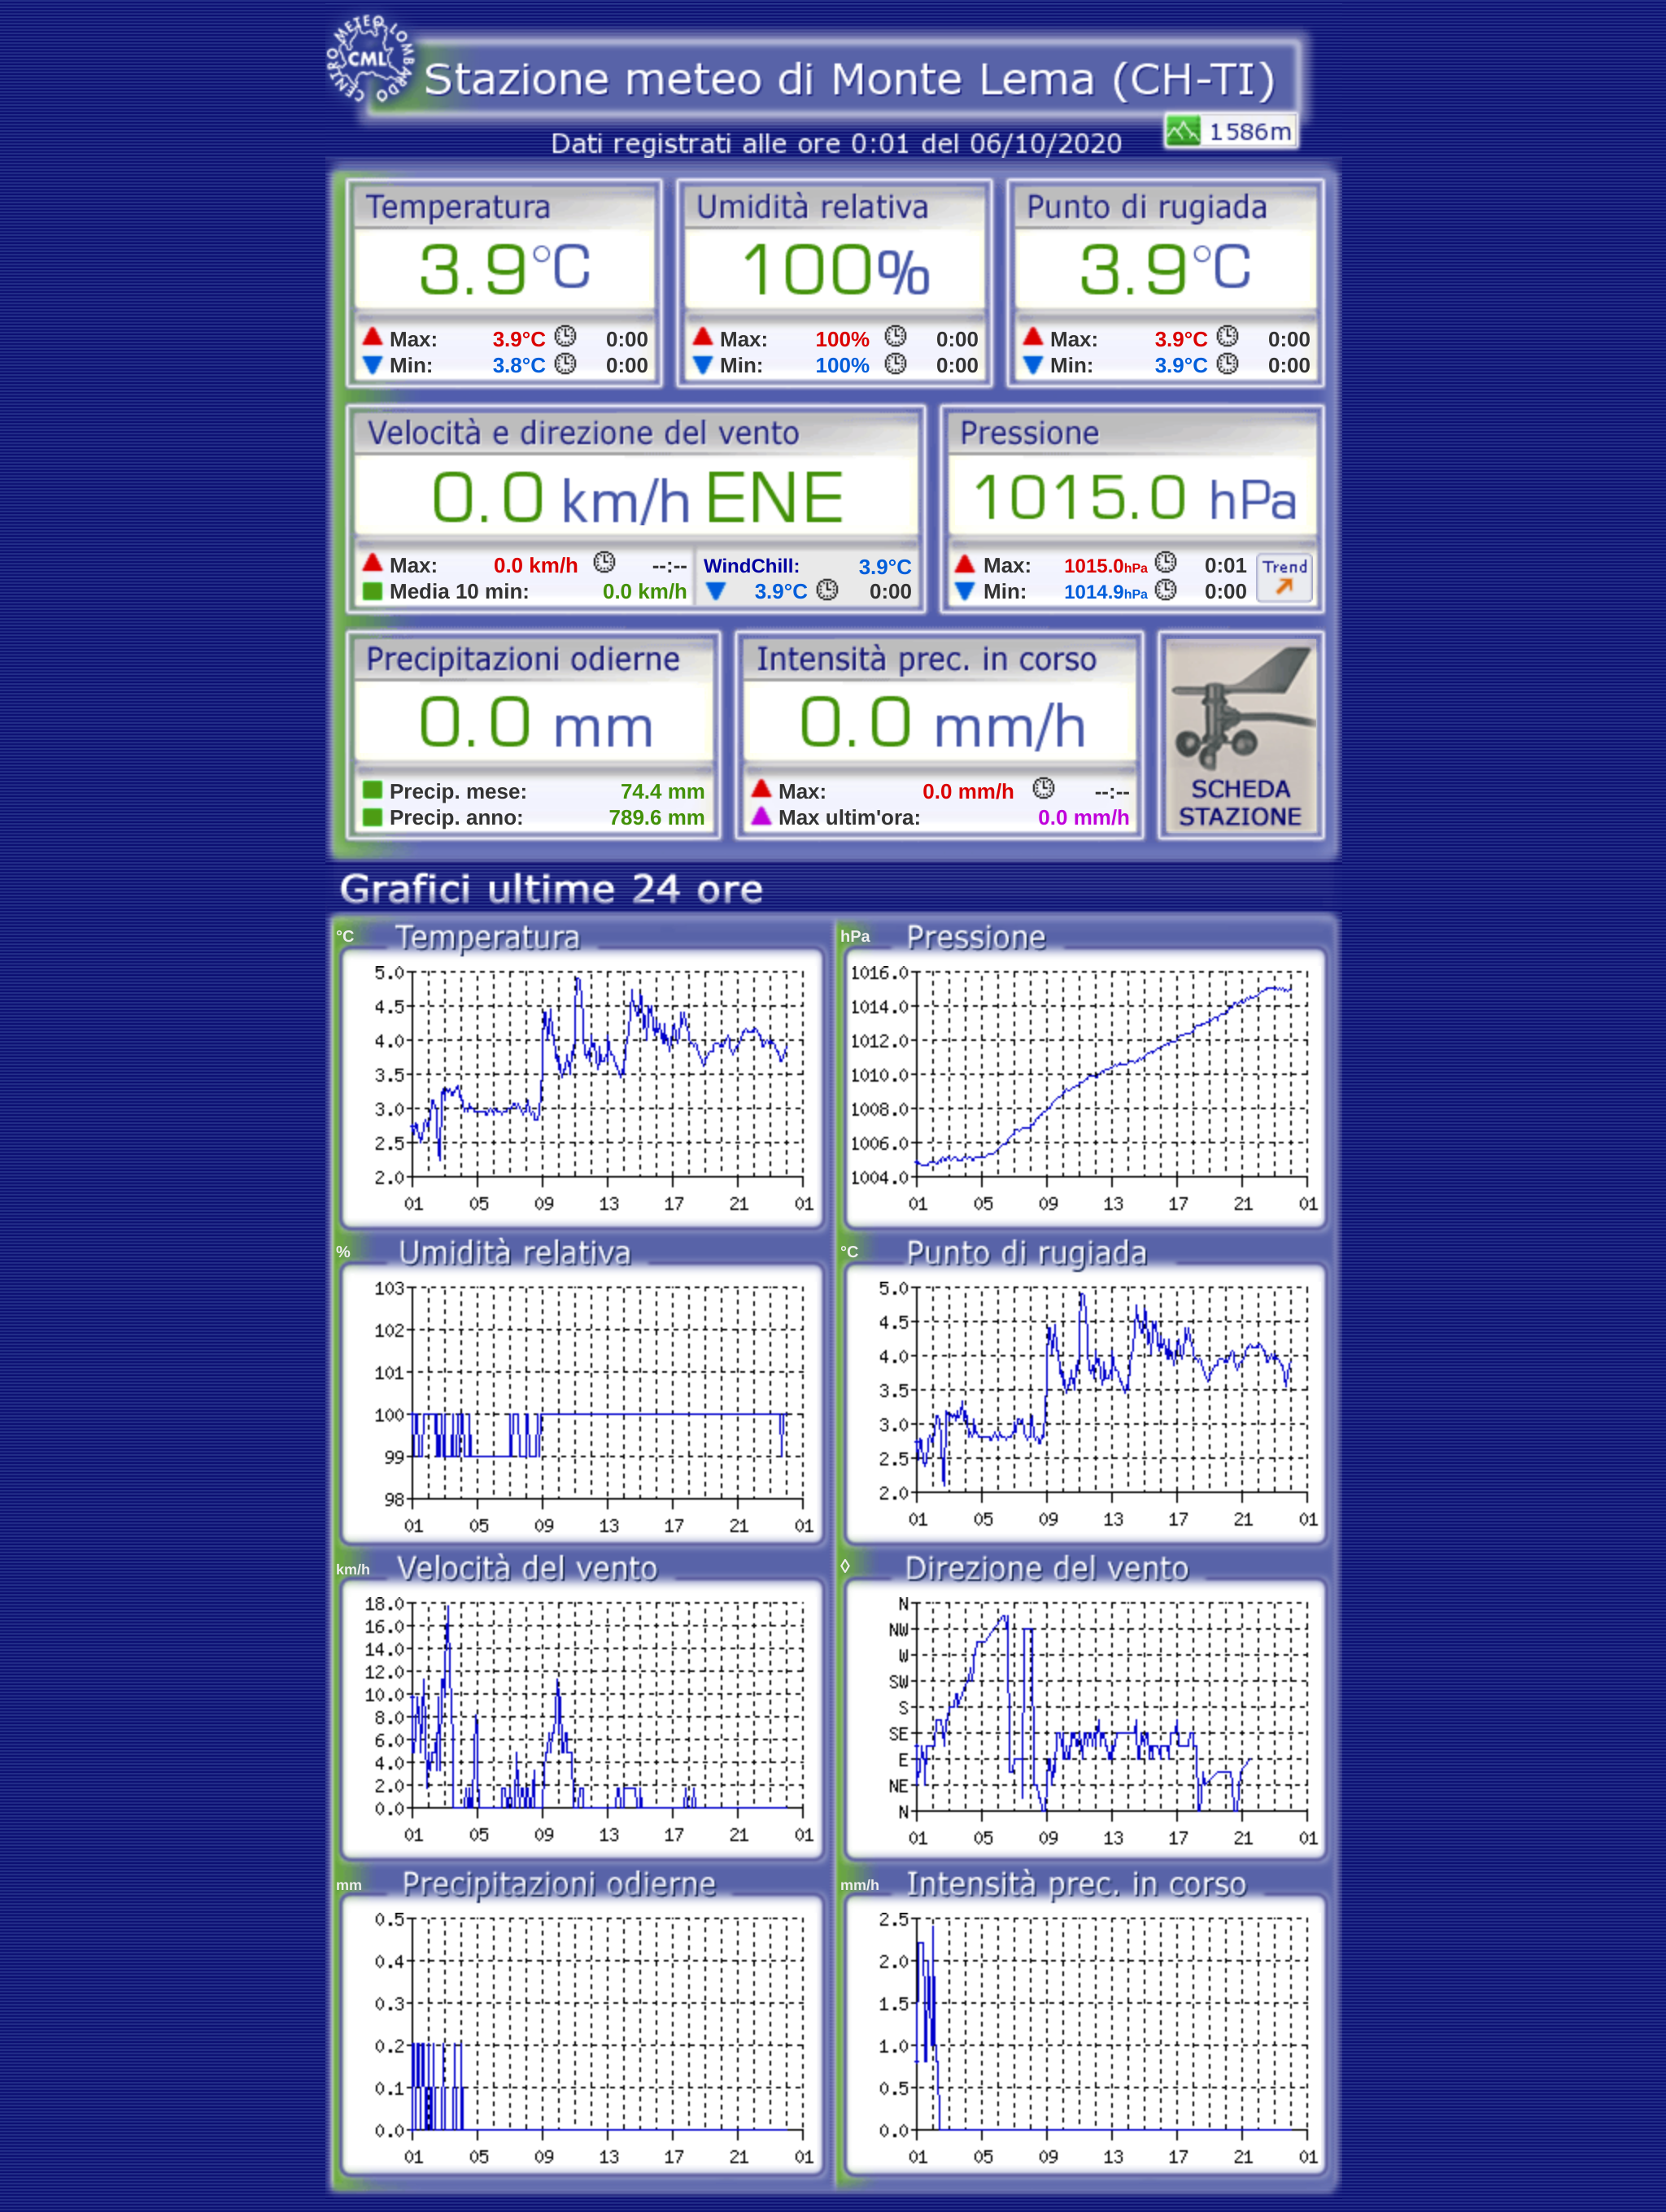 CENTRO METEO LOMBARDO
CML
Stazione meteo di Monte Lema (CH-TI)
1586m
Dati registrati alle ore 0:01 del 06/10/2020
Temperatura
3.9°C
Max: 3.9°C 0:00
Min: 3.8°C 0:00
Umidità relativa
100%
Max: 100% 0:00
Min: 100% 0:00
Punto di rugiada
3.9°C
Max: 3.9°C 0:00
Min: 3.9°C 0:00
Velocità e direzione del vento
0.0 km/h ENE
Max: 0.0 km/h --:--
Media 10 min: 0.0 km/h
WindChill: 3.9°C
3.9°C 0:00
Pressione
1015.0 hPa
Max: 1015.0hPa 0:01
Min: 1014.9hPa 0:00
Trend
Precipitazioni odierne
0.0 mm
Precip. mese: 74.4 mm
Precip. anno: 789.6 mm
Intensità prec. in corso
0.0 mm/h
Max: 0.0 mm/h --:--
Max ultim'ora: 0.0 mm/h
SCHEDA
STAZIONE
Grafici ultime 24 ore
°C Temperatura
5.0
4.5
4.0
3.5
3.0
2.5
2.0
01 05 09 13 17 21 01
hPa Pressione
1016.0
1014.0
1012.0
1010.0
1008.0
1006.0
1004.0
01 05 09 13 17 21 01
% Umidità relativa
103
102
101
100
99
98
01 05 09 13 17 21 01
°C Punto di rugiada
5.0
4.5
4.0
3.5
3.0
2.5
2.0
01 05 09 13 17 21 01
km/h Velocità del vento
18.0
16.0
14.0
12.0
10.0
8.0
6.0
4.0
2.0
0.0
01 05 09 13 17 21 01
◊ Direzione del vento
N
NW
W
SW
S
SE
E
NE
N
01 05 09 13 17 21 01
mm Precipitazioni odierne
0.5
0.4
0.3
0.2
0.1
0.0
01 05 09 13 17 21 01
mm/h Intensità prec. in corso
2.5
2.0
1.5
1.0
0.5
0.0
01 05 09 13 17 21 01